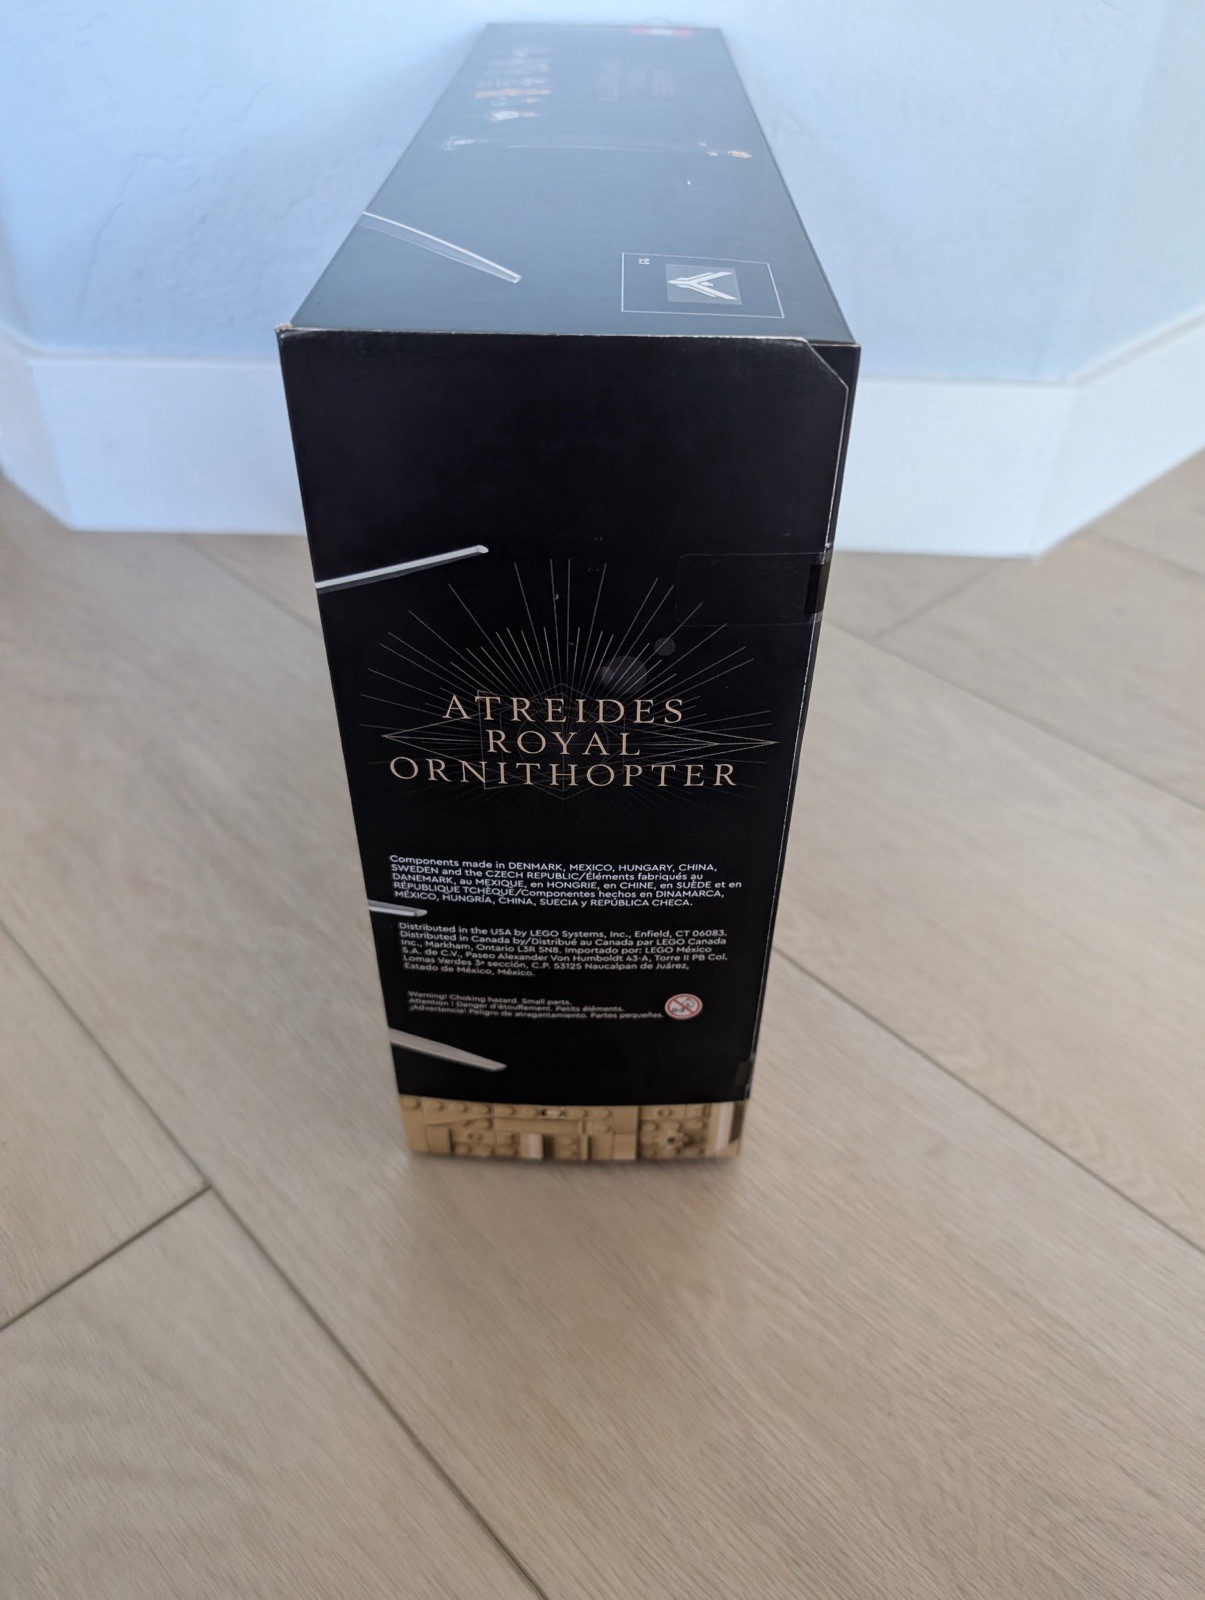 ATREIDES
ROYAL
ORNITHOPTER
Components made in DENMARK, MEXICO, HUNGARY, CHINA,
SWEDEN and the CZECH REPUBLIC/Éléments fabriqués au
DANEMARK, au MEXIQUE, en HONGRIE, en CHINE, en SUÈDE et en
RÉPUBLIQUE TCHÈQUE/Componentes hechos en DINAMARCA,
MÉXICO, HUNGRÍA, CHINA, SUECIA y REPÚBLICA CHECA.
Distributed in the USA by LEGO Systems, Inc., Enfield, CT 06083.
Distributed in Canada by/Distribué au Canada par LEGO Canada
Inc., Markham, Ontario L3R 5N8. Importado por: LEGO México
S.A. de C.V., Paseo Alexander Von Humboldt 43-A, Torre II PB Col.
Lomas Verdes 3ª sección, C.P. 53125 Naucalpan de Juárez,
Estado de México, México.
Warning! Choking hazard. Small parts.
Attention ! Danger d'étouffement. Petits éléments.
¡Advertencia! Peligro de atragantamiento. Partes pequeñas.